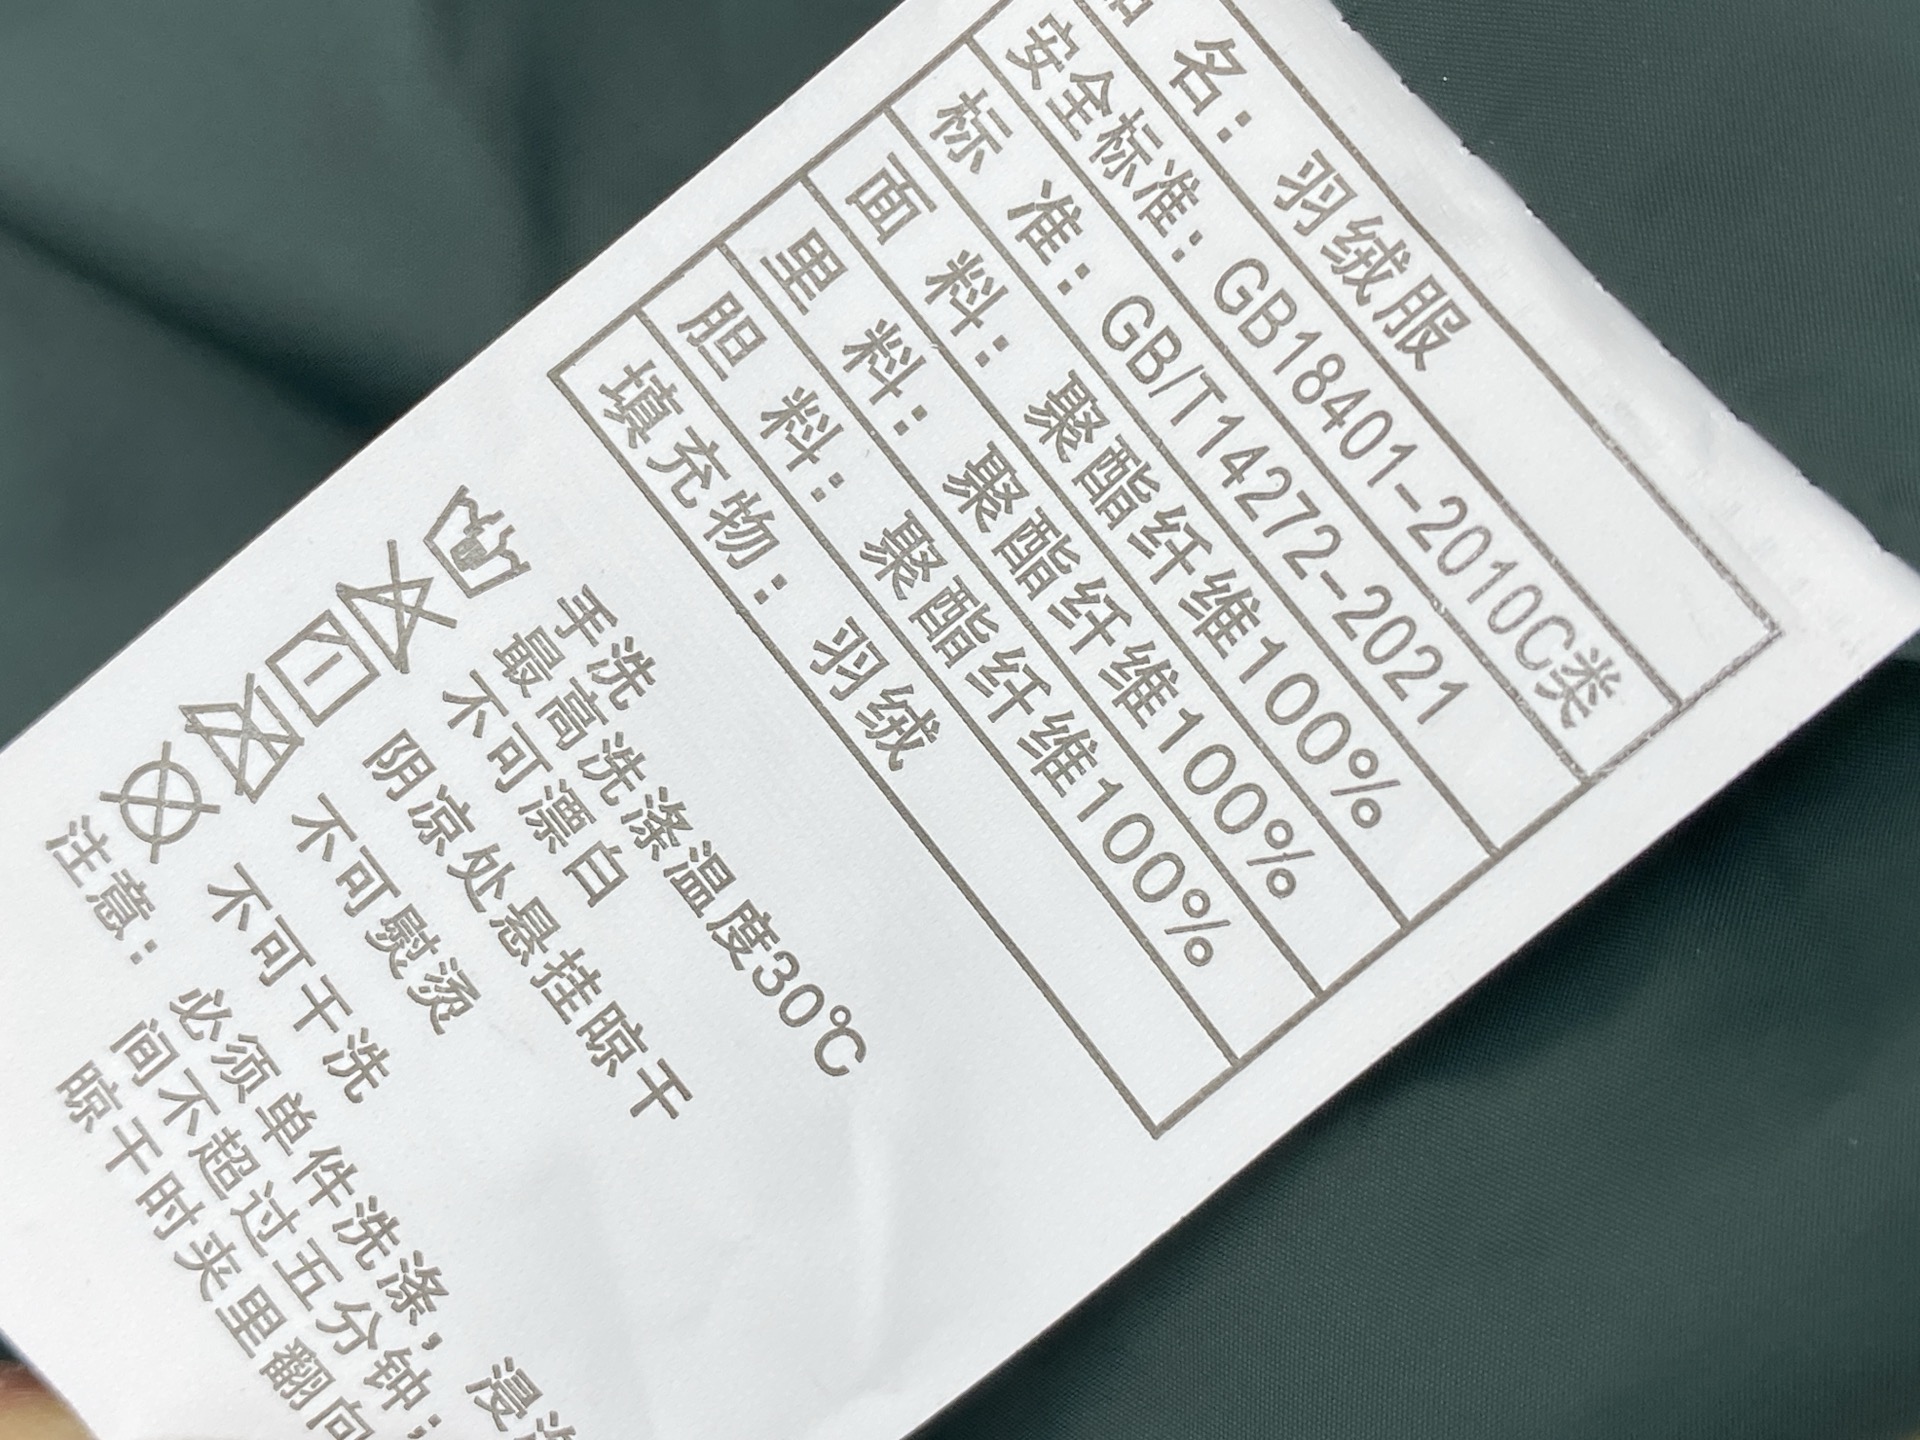 品 名：羽绒服
安全标准：GB18401-2010C类
标 准：GB/T14272-2021
面 料：聚酯纤维100%
里 料：聚酯纤维100%
胆 料：聚酯纤维100%
填充物：羽绒
手洗
最高洗涤温度30℃
不可漂白
阴凉处悬挂晾干
不可熨烫
不可干洗
注意：必须单件洗涤，浸泡
间不超过五分钟；
晾干时夹里翻向